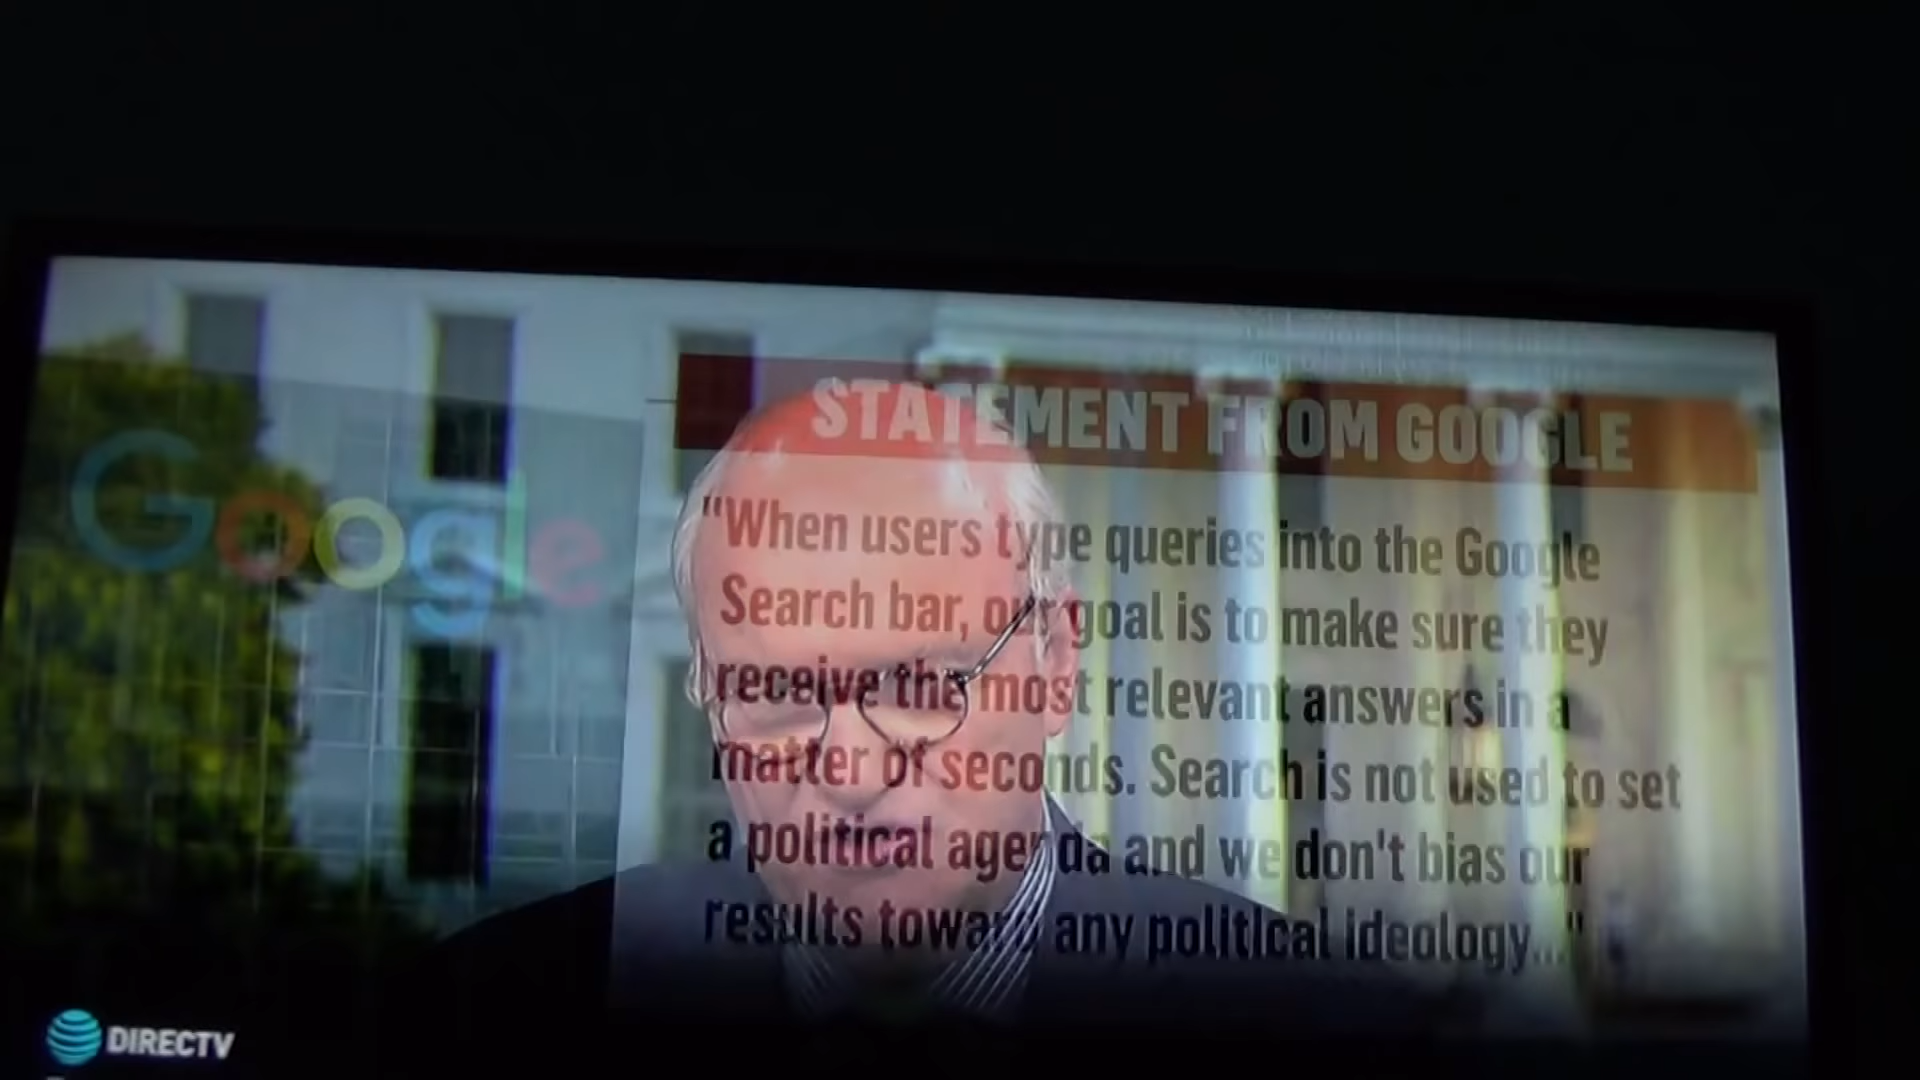 STATEMENT FROM GOOGLE
Google
"When users type queries into the Google
Search bar, our goal is to make sure they
receive the most relevant answers in a
matter of seconds. Search is not used to set
a political agenda and we don't bias our
results toward any political ideology..."
DIRECTV